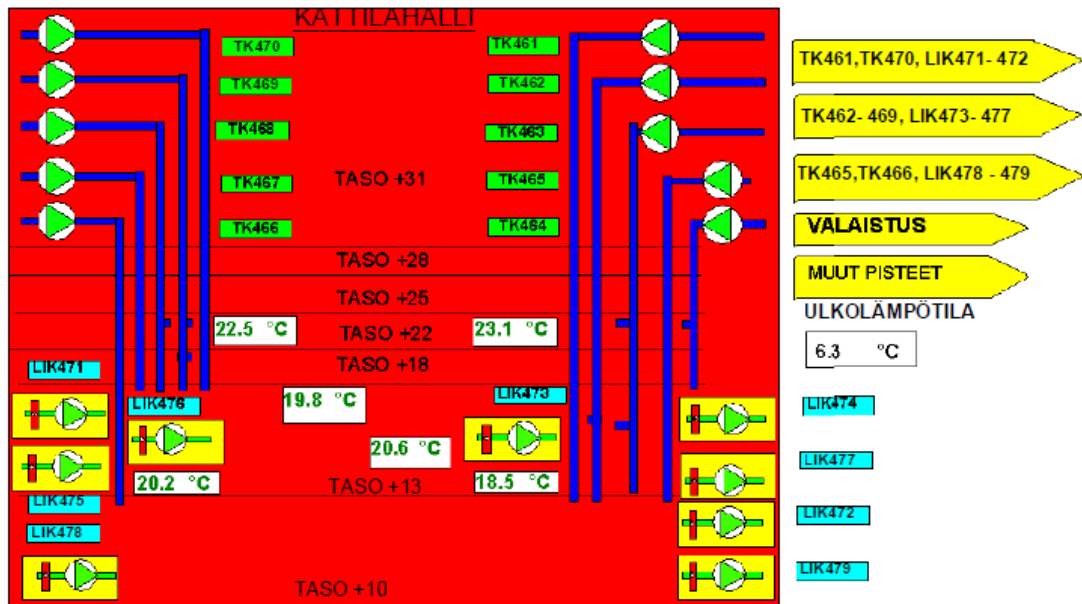 KATTILAHALLI
TK470
TK461
TK469
TK462
TK468
TK463
TK467
TASO +31
TK465
TK466
TK464
TASO +28
TASO +25
22.5 °C
TASO +22
23.1 °C
LIK471
TASO +18
LIK476
19.8 °C
LIK473
20.6 °C
20.2 °C
TASO +13
18.5 °C
LIK475
LIK478
TASO +10
TK461,TK470, LIK471- 472
TK462- 469, LIK473- 477
TK465,TK466, LIK478 - 479
VALAISTUS
MUUT PISTEET
ULKOLÄMPÖTILA
6.3 °C
LIK474
LIK477
LIK472
LIK479